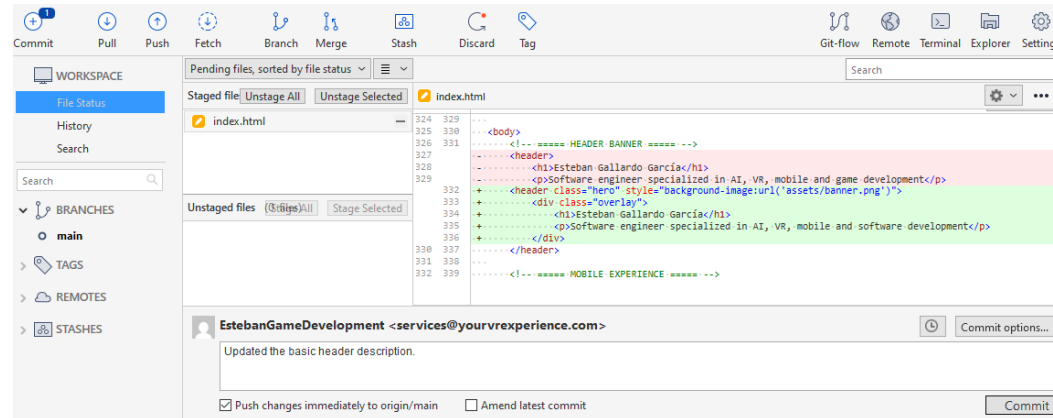 1
Commit Pull Push Fetch Branch Merge Stash Discard Tag Git-flow Remote Terminal Explorer Setting
WORKSPACE
File Status
History
Search
Search
BRANCHES
main
TAGS
REMOTES
STASHES
Pending files, sorted by file status
Search
Staged file Unstage All Unstage Selected
index.html
Unstaged files Stage Selected
index.html
324 329 ...
325 330 <body>
326 331 <!-- ===== HEADER BANNER ===== -->
327 - <header>
328 - <h1>Esteban Gallardo García</h1>
329 - <p>Software engineer specialized in AI, VR, mobile and game development</p>
332 + <header class="hero" style="background-image:url('assets/banner.png')">
333 + <div class="overlay">
334 + <h1>Esteban Gallardo García</h1>
335 + <p>Software engineer specialized in AI, VR, mobile and software development</p>
336 + </div>
330 337 </header>
331 338 ...
332 339 <!-- ===== MOBILE EXPERIENCE ===== -->
EstebanGameDevelopment <services@yourvrexperience.com>
Commit options...
Updated the basic header description.
Push changes immediately to origin/main Amend latest commit Commit